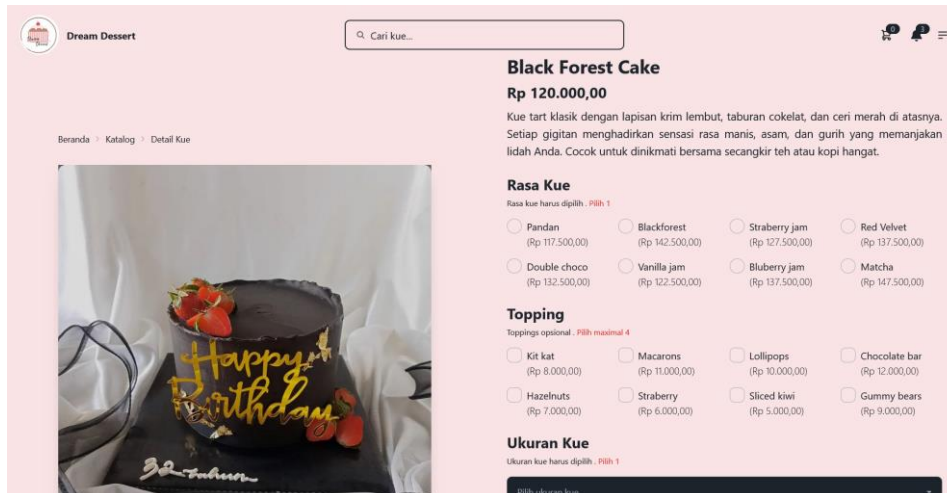 Dream Dessert
Cari kue...
0
3
Black Forest Cake
Rp 120.000,00
Kue tart klasik dengan lapisan krim lembut, taburan cokelat, dan ceri merah di atasnya.
Setiap gigitan menghadirkan sensasi rasa manis, asam, dan gurih yang memanjakan
lidah Anda. Cocok untuk dinikmati bersama secangkir teh atau kopi hangat.
Beranda > Katalog > Detail Kue
Happy
Birthday
32 tahun
Rasa Kue
Rasa kue harus dipilih . Pilih 1
Pandan Blackforest Straberry jam Red Velvet
(Rp 117.500,00) (Rp 142.500,00) (Rp 127.500,00) (Rp 137.500,00)
Double choco Vanilla jam Bluberry jam Matcha
(Rp 132.500,00) (Rp 122.500,00) (Rp 137.500,00) (Rp 147.500,00)
Topping
Toppings opsional . Pilih maximal 4
Kit kat Macarons Lollipops Chocolate bar
(Rp 8.000,00) (Rp 11.000,00) (Rp 10.000,00) (Rp 12.000,00)
Hazelnuts Straberry Sliced kiwi Gummy bears
(Rp 7.000,00) (Rp 6.000,00) (Rp 5.000,00) (Rp 9.000,00)
Ukuran Kue
Ukuran kue harus dipilih . Pilih 1
Pilih ukuran kue